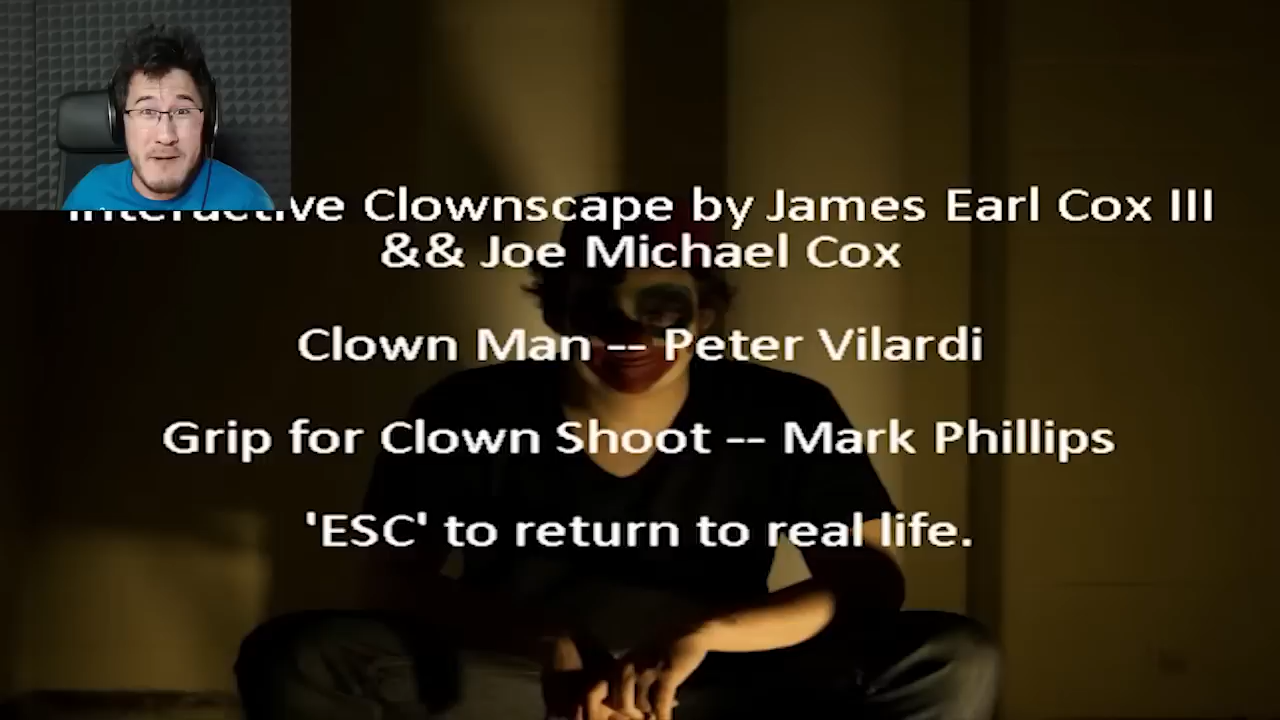 Interactive Clownscape by James Earl Cox III
&& Joe Michael Cox
Clown Man -- Peter Vilardi
Grip for Clown Shoot -- Mark Phillips
'ESC' to return to real life.